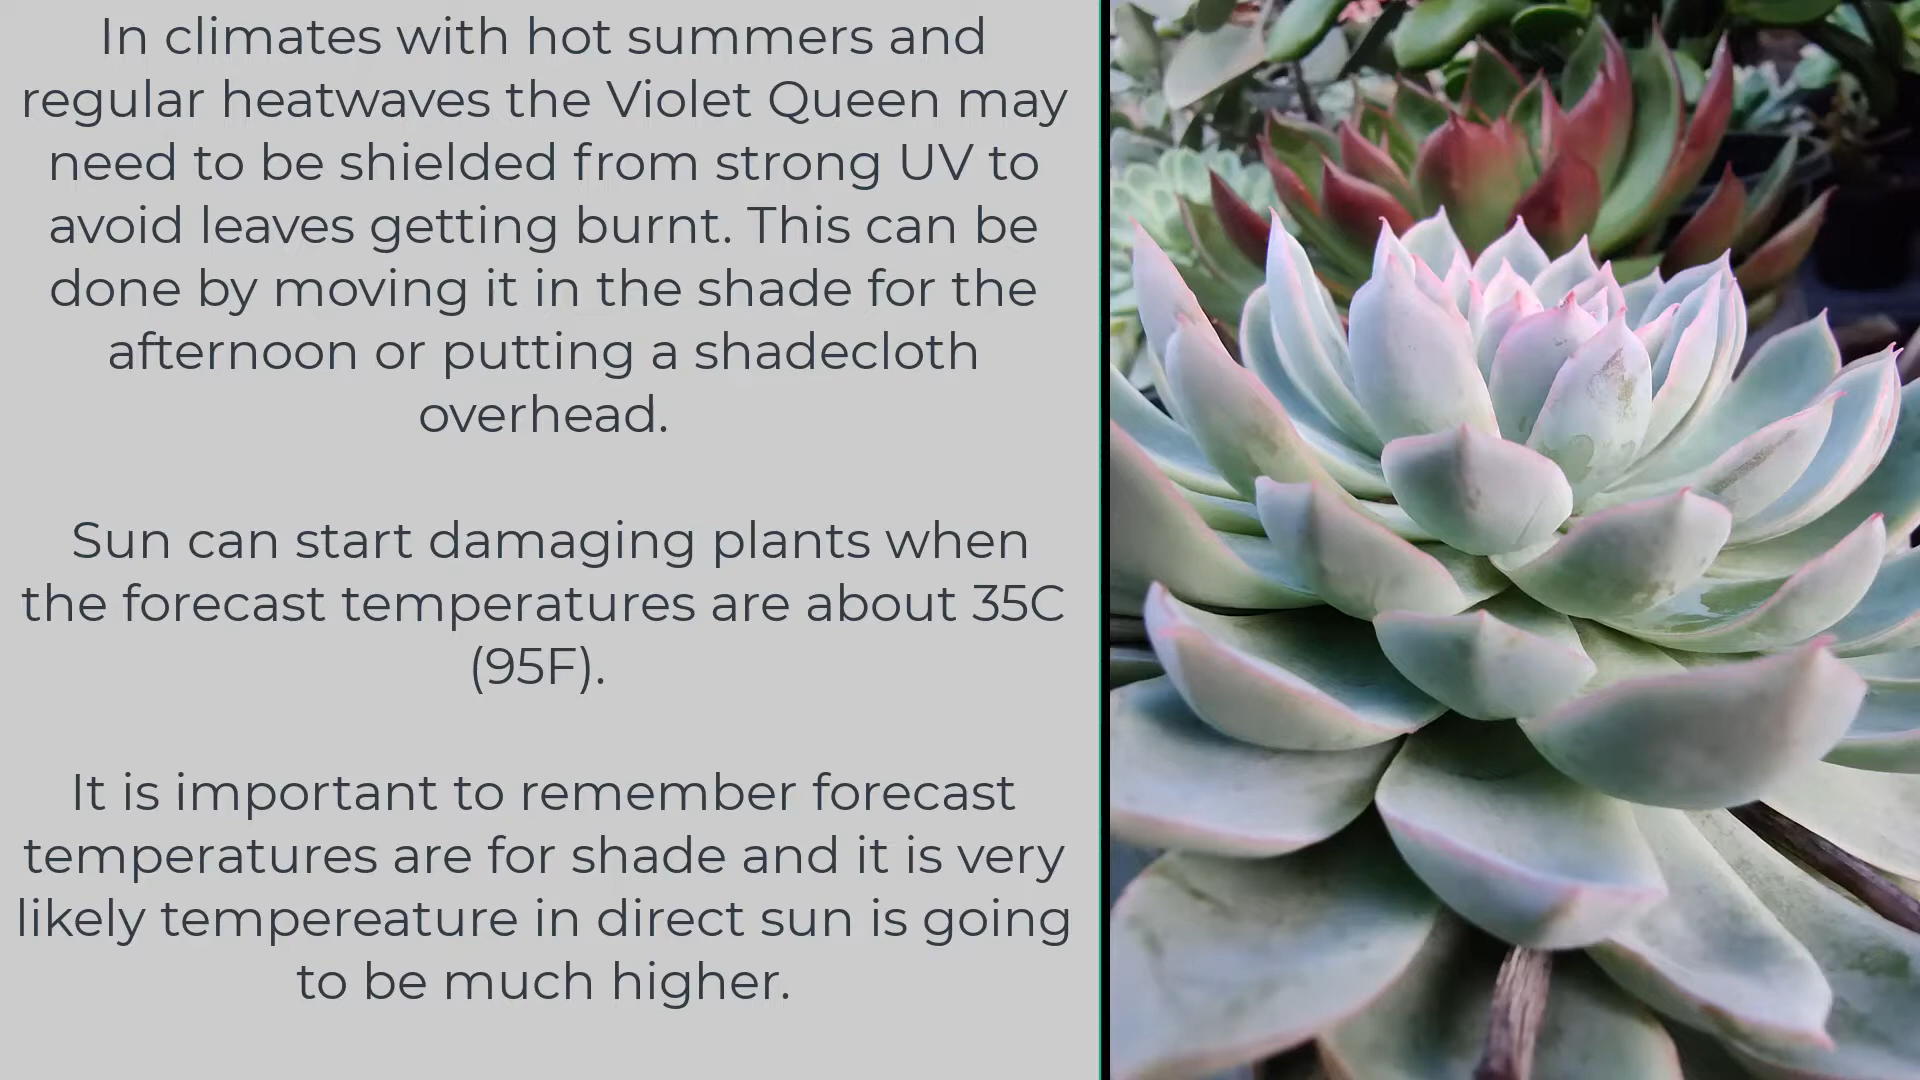 In climates with hot summers and
regular heatwaves the Violet Queen may
need to be shielded from strong UV to
avoid leaves getting burnt. This can be
done by moving it in the shade for the
afternoon or putting a shadecloth
overhead.
Sun can start damaging plants when
the forecast temperatures are about 35C
(95F).
It is important to remember forecast
temperatures are for shade and it is very
likely tempereature in direct sun is going
to be much higher.